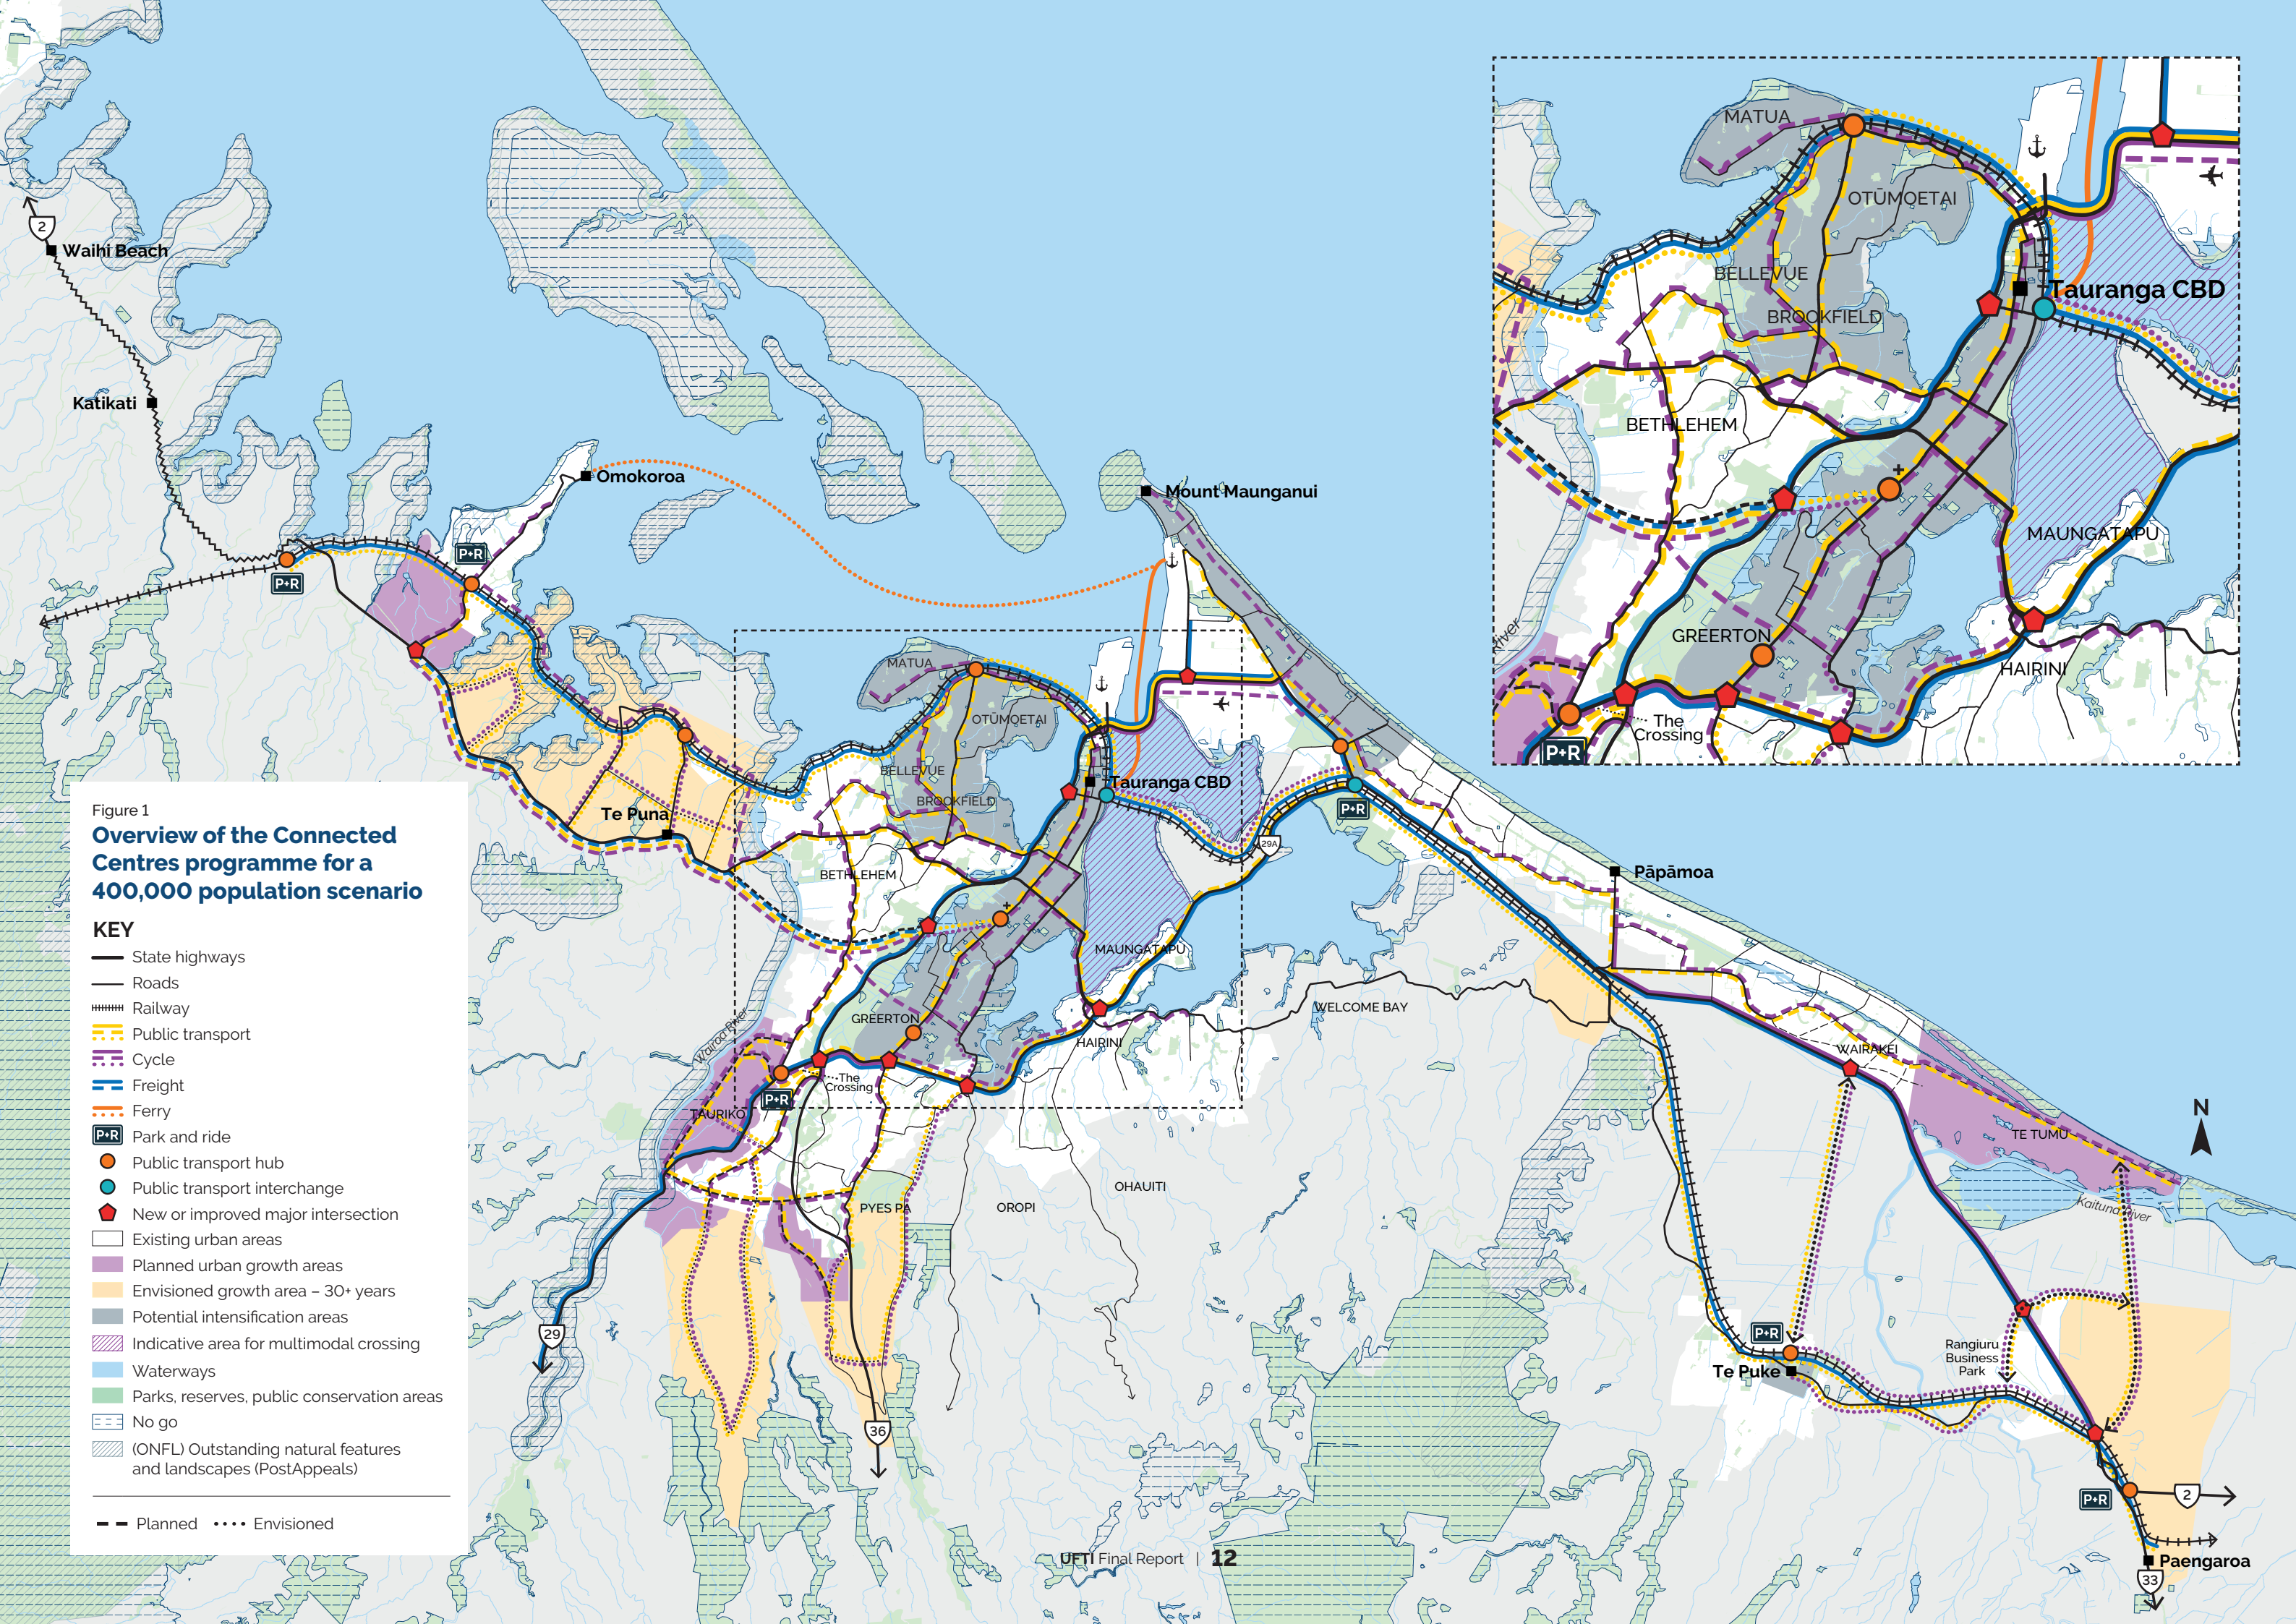 2
Waihi Beach
Katikati
Omokoroa
P+R
P+R
Mount Maunganui
MATUA
OTŪMOETAI
BELLEVUE
BROOKFIELD
Tauranga CBD
BETHLEHEM
MAUNGATAPU
GREERTON
HAIRINI
The
Crossing
P+R
River
MATUA
OTŪMOETAI
BELLEVUE
BROOKFIELD
Tauranga CBD
P+R
29A
Te Puna
BETHLEHEM
Pāpāmoa
MAUNGATAPU
WELCOME BAY
GREERTON
HAIRINI
Wairoa River
The
Crossing
P+R
TAURIKO
WAIRAKEI
TE TUMU
N
Kaituna River
PYES PA
OROPI
OHAUITI
29
36
P+R
Te Puke
Rangiuru
Business
Park
P+R
2
Paengaroa
33
Figure 1
Overview of the Connected
Centres programme for a
400,000 population scenario
KEY
State highways
Roads
Railway
Public transport
Cycle
Freight
Ferry
P+R Park and ride
Public transport hub
Public transport interchange
New or improved major intersection
Existing urban areas
Planned urban growth areas
Envisioned growth area – 30+ years
Potential intensification areas
Indicative area for multimodal crossing
Waterways
Parks, reserves, public conservation areas
No go
(ONFL) Outstanding natural features
and landscapes (PostAppeals)
Planned
Envisioned
UFTI Final Report | 12